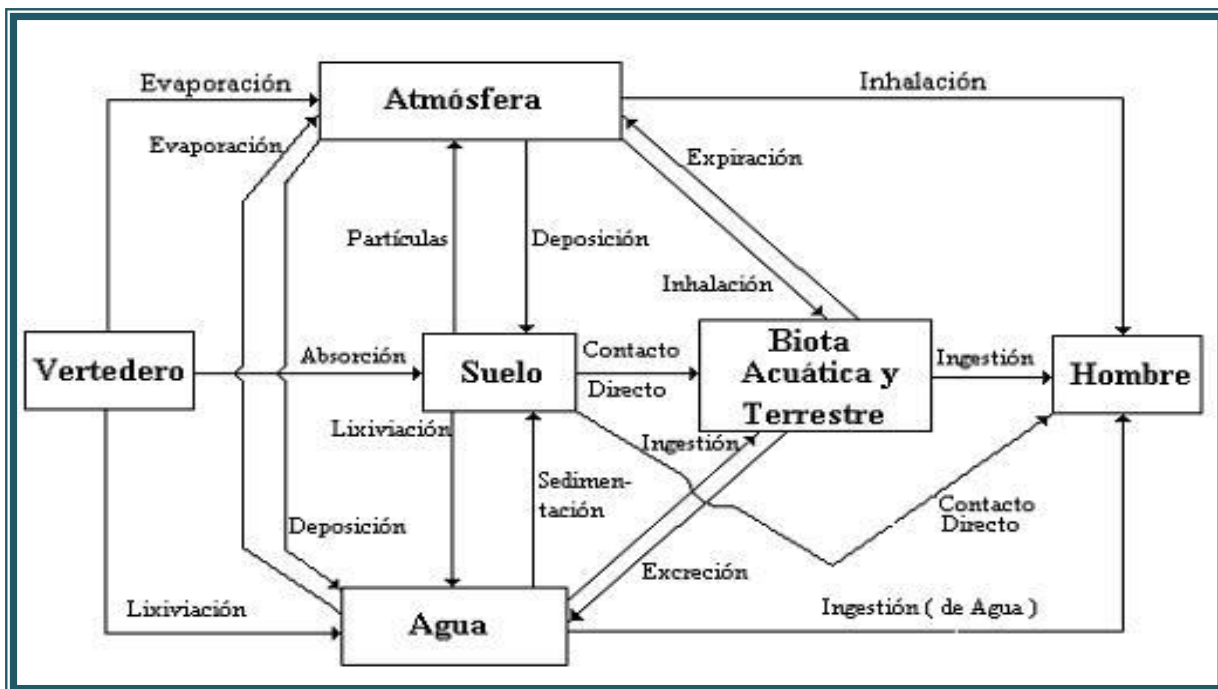 Evaporación
Atmósfera
Inhalación
Evaporación
Expiración
Partículas
Deposición
Inhalación
Vertedero
Absorción
Suelo
Contacto
Directo
Biota
Acuática y
Terrestre
Ingestión
Hombre
Lixiviación
Ingestión
Sedimen-
tación
Contacto
Directo
Deposición
Excreción
Lixiviación
Agua
Ingestión ( de Agua )